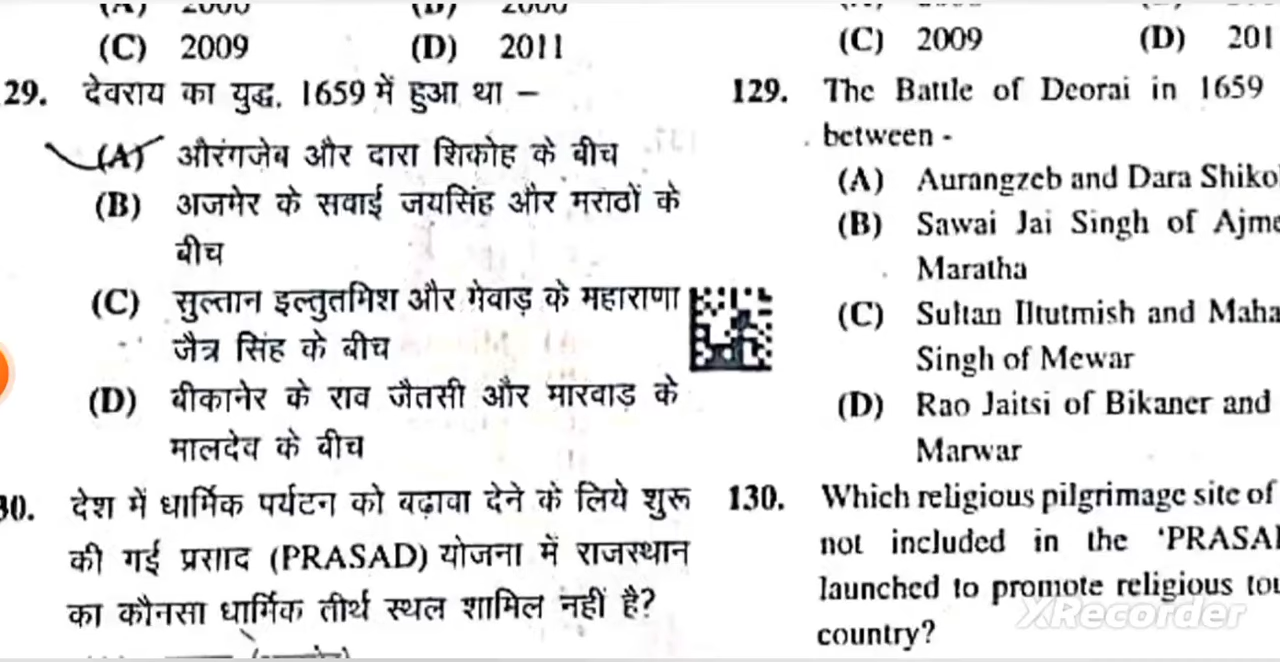 (C) 2009 (D) 2011
29. देवराय का युद्ध, 1659 में हुआ था –
(A) औरंगजेब और दारा शिकोह के बीच
(B) अजमेर के सवाई जयसिंह और मराठों के
बीच
(C) सुल्तान इल्तुतमिश और मेवाड़ के महाराणा
जैत्र सिंह के बीच
(D) बीकानेर के राव जैतसी और मारवाड़ के
मालदेव के बीच
30. देश में धार्मिक पर्यटन को बढ़ावा देने के लिये शुरू
की गई प्रसाद (PRASAD) योजना में राजस्थान
का कौनसा धार्मिक तीर्थ स्थल शामिल नहीं है?
(C) 2009 (D) 201
129. The Battle of Deorai in 1659
between -
(A) Aurangzeb and Dara Shiko
(B) Sawai Jai Singh of Ajme
Maratha
(C) Sultan Iltutmish and Maha
Singh of Mewar
(D) Rao Jaitsi of Bikaner and
Marwar
130. Which religious pilgrimage site of
not included in the 'PRASA
launched to promote religious tou
country?
XRecorder